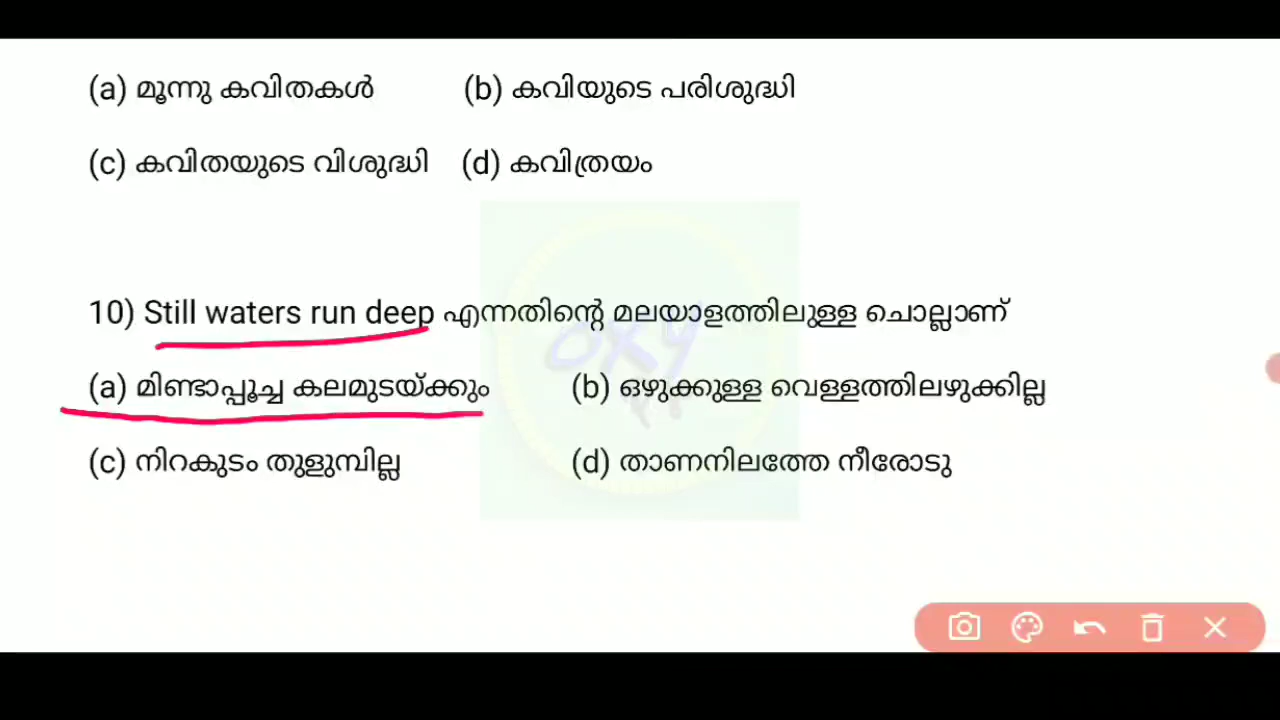 (a) മൂന്നു കവിതകൾ (b) കവിയുടെ പരിശുദ്ധി
(c) കവിതയുടെ വിശുദ്ധി (d) കവിത്രയം
10) Still waters run deep എന്നതിന്റെ മലയാളത്തിലുള്ള ചൊല്ലാണ്
(a) മിണ്ടാപ്പൂച്ച കലമുടയ്ക്കും (b) ഒഴുക്കുള്ള വെള്ളത്തിലഴുക്കില്ല
(c) നിറകുടം തുളുമ്പില്ല (d) താണനിലത്തേ നീരോടു